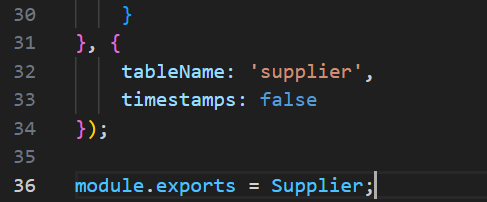 30 }
31 }, {
32 tableName: 'supplier',
33 timestamps: false
34 });
35
36 module.exports = Supplier;